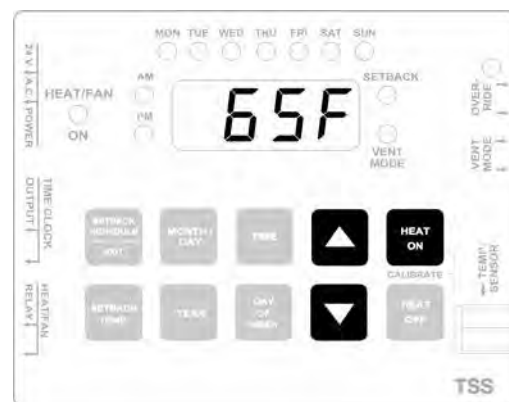 MON TUE WED THU FRI SAT SUN
24 V. A.C. POWER
HEAT/FAN
ON
AM
PM
65F
SETBACK
VENT
MODE
OVER-
RIDE
VENT
MODE
TIME CLOCK
OUTPUT
HEAT/FAN
RELAY
SETBACK
SCHEDULE
MONTH /
DAY
TIME
HEAT
ON
CALIBRATE
SETBACK
TEMP
YEAR
DAY
OF
WEEK
HEAT
OFF
TEMP.
SENSOR
TSS